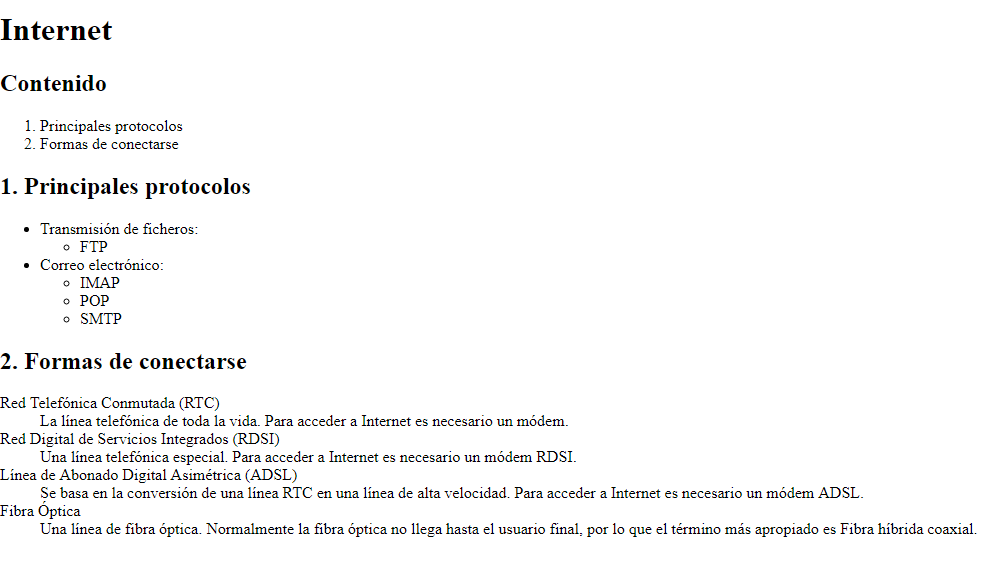 Internet
Contenido
1. Principales protocolos
2. Formas de conectarse
1. Principales protocolos
• Transmisión de ficheros:
◦ FTP
• Correo electrónico:
◦ IMAP
◦ POP
◦ SMTP
2. Formas de conectarse
Red Telefónica Conmutada (RTC)
La línea telefónica de toda la vida. Para acceder a Internet es necesario un módem.
Red Digital de Servicios Integrados (RDSI)
Una línea telefónica especial. Para acceder a Internet es necesario un módem RDSI.
Línea de Abonado Digital Asimétrica (ADSL)
Se basa en la conversión de una línea RTC en una línea de alta velocidad. Para acceder a Internet es necesario un módem ADSL.
Fibra Óptica
Una línea de fibra óptica. Normalmente la fibra óptica no llega hasta el usuario final, por lo que el término más apropiado es Fibra híbrida coaxial.